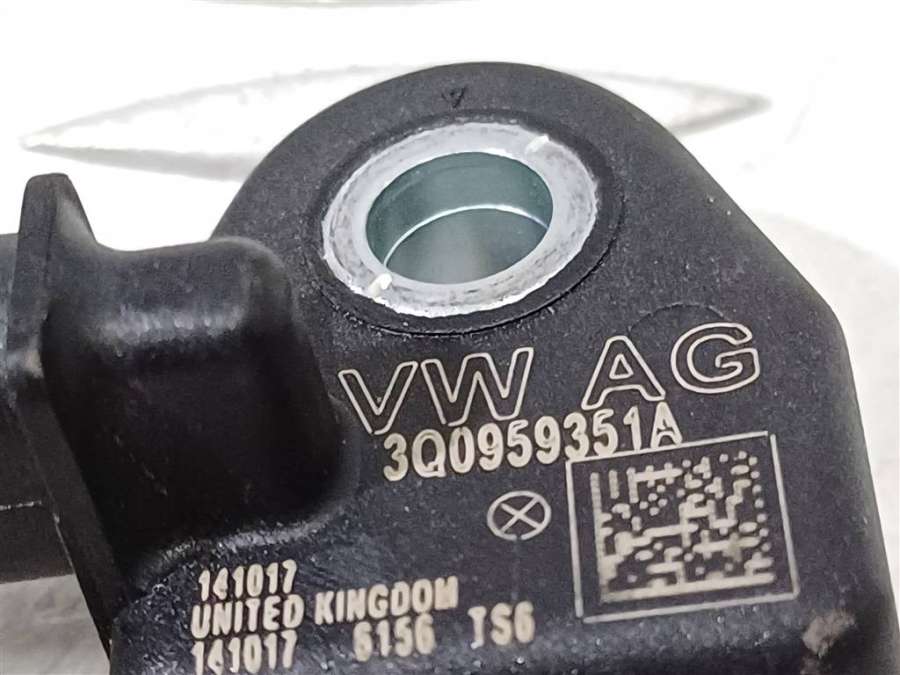 VW AG
3Q0959351A
141017
UNITED KINGDOM
141017 6156 TS6